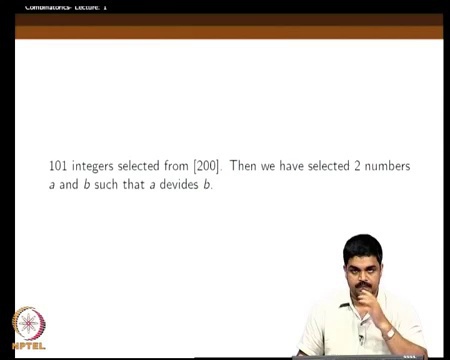 Combinatorics- Lecture: 1
101 integers selected from [200]. Then we have selected 2 numbers
a and b such that a devides b.
NPTEL